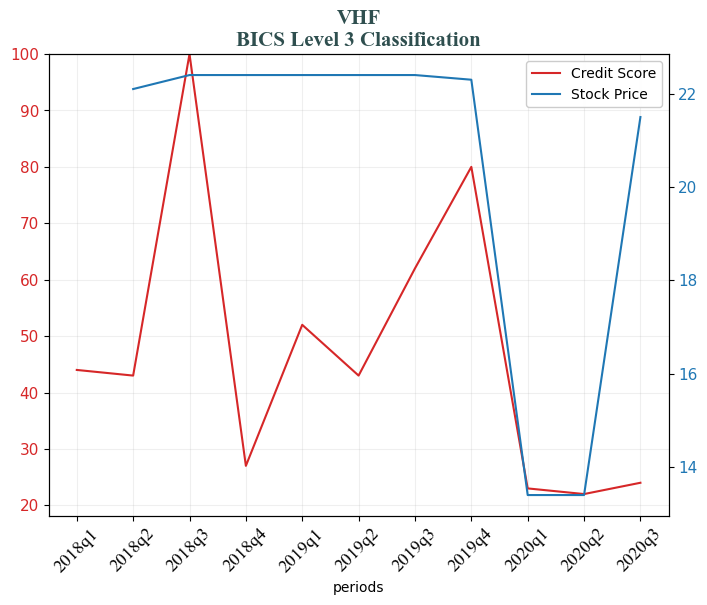 VHF
BICS Level 3 Classification
Credit Score
Stock Price
100
90
80
70
60
50
40
30
20
22
20
18
16
14
2018q1
2018q2
2018q3
2018q4
2019q1
2019q2
2019q3
2019q4
2020q1
2020q2
2020q3
periods